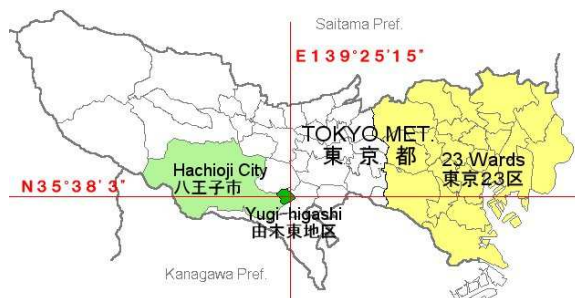 Saitama Pref.
E139°25'15"
TOKYO MET.
東京都
Hachioji City
八王子市
23 Wards
東京23区
N35°38'3"
Yugi-higashi
由木東地区
Kanagawa Pref.